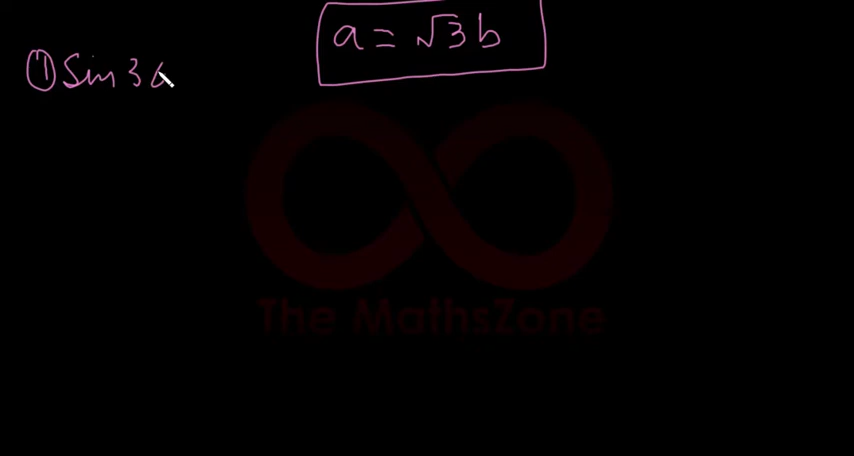 a = √3 b
① Sin 3
The MathsZone